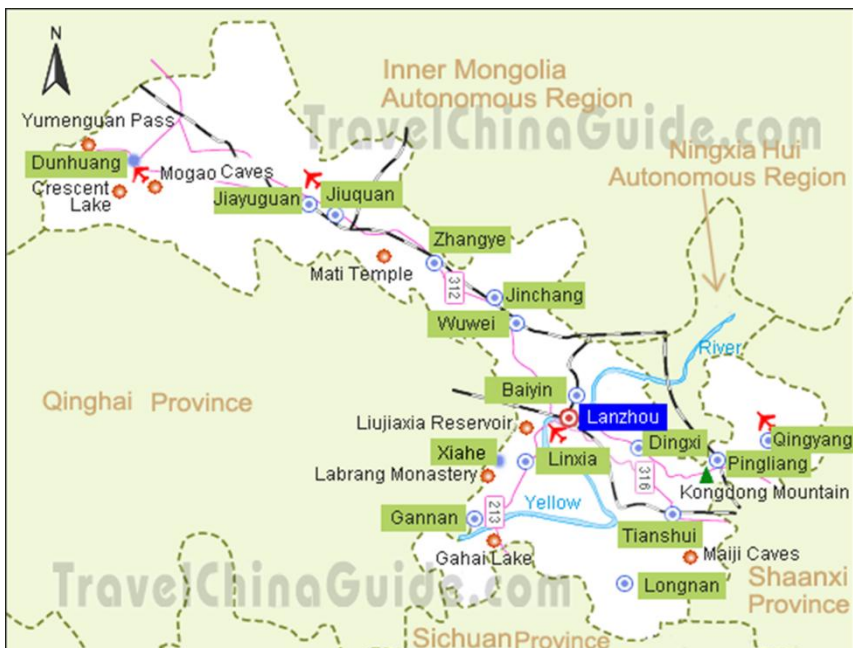 N
Inner Mongolia
Autonomous Region
TravelChinaGuide.com
Yumenguan Pass
Ningxia Hui
Autonomous Region
Dunhuang
Mogao Caves
Crescent
Lake
Jiayuguan
Jiuquan
Zhangye
Mati Temple
312
Jinchang
Wuwei
River
Baiyin
Qinghai Province
Lanzhou
Liujiaxia Reservoir
Dingxi
Qingyang
Xiahe
Linxia
Pingliang
Labrang Monastery
316
Kongdong Mountain
213
Yellow
Gannan
Tianshui
Gahai Lake
Maiji Caves
TravelChinaGuide.com
Longnan
Shaanxi
Province
Sichuan Province